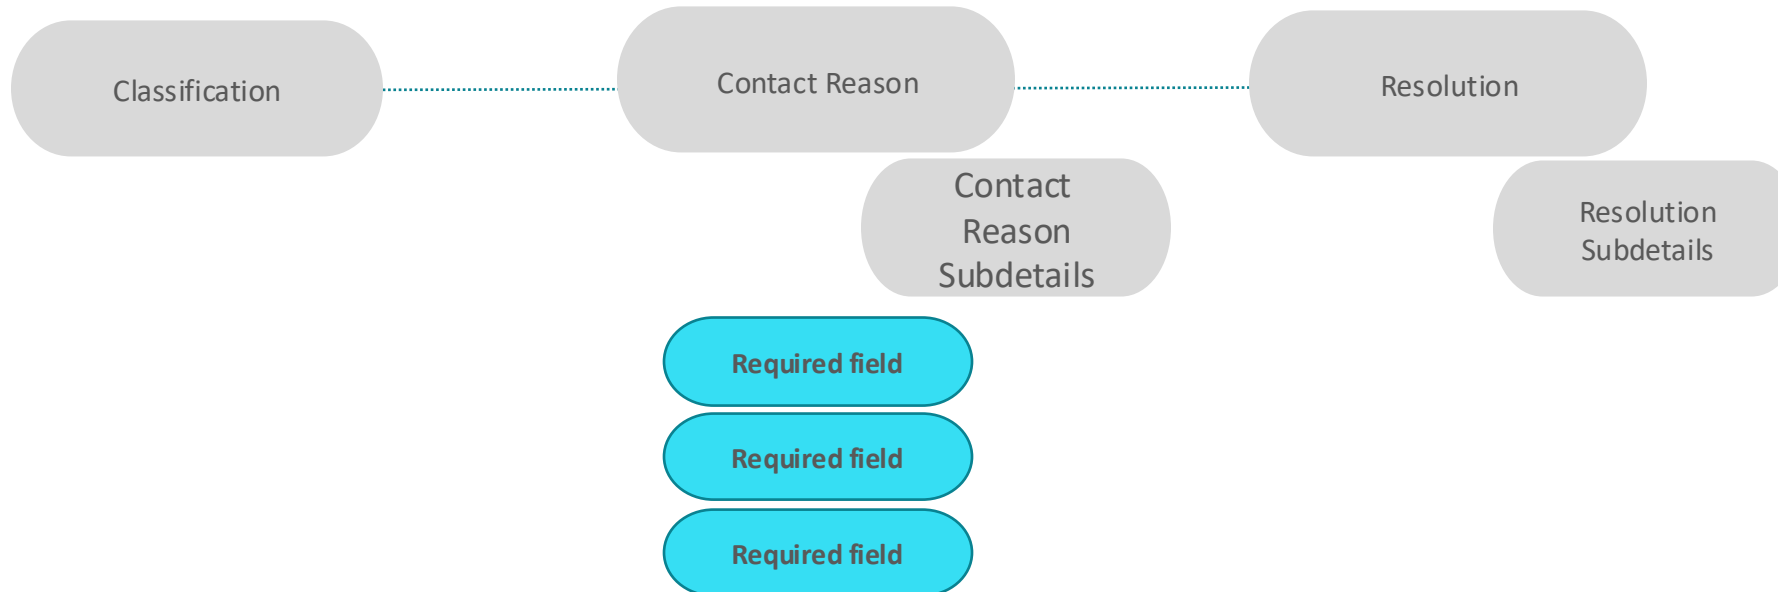 Classification
Contact Reason
Resolution
Contact
Reason
Subdetails
Resolution
Subdetails
Required field
Required field
Required field